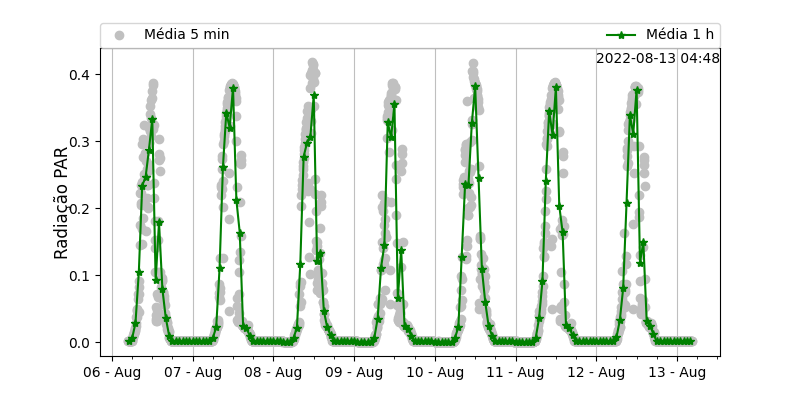 Média 5 min
Média 1 h
2022-08-13 04:48
0.4
0.3
0.2
0.1
0.0
Radiação PAR
06 - Aug
07 - Aug
08 - Aug
09 - Aug
10 - Aug
11 - Aug
12 - Aug
13 - Aug